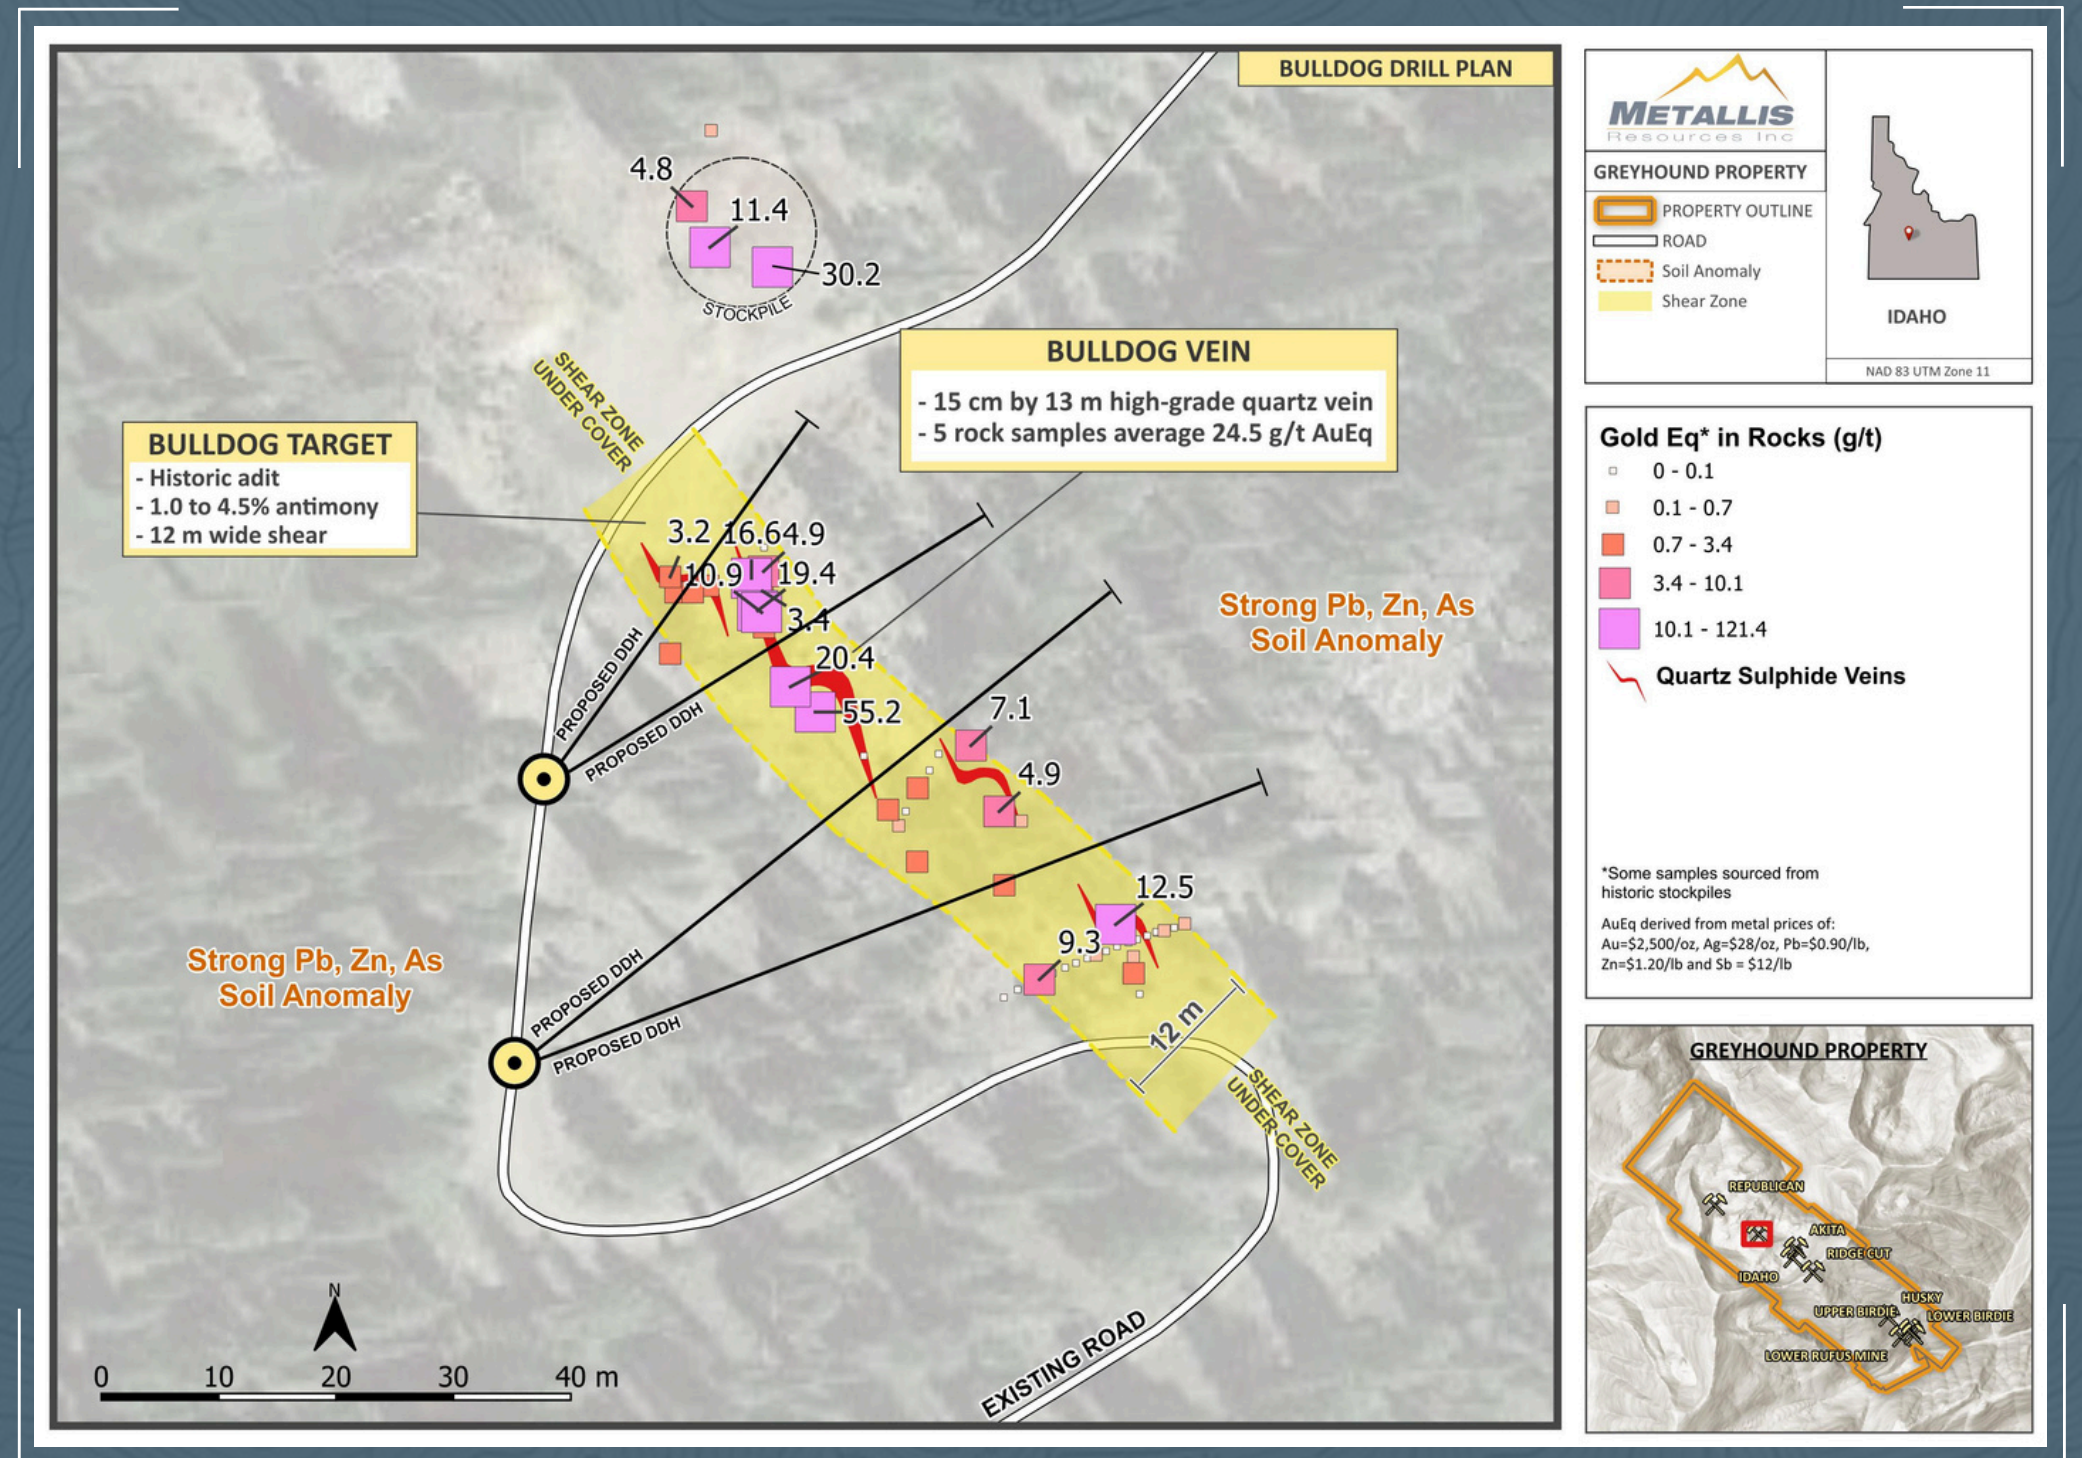 BULLDOG DRILL PLAN
4.8
11.4
30.2
STOCKPILE
SHEAR ZONE
UNDER COVER
BULLDOG VEIN
- 15 cm by 13 m high-grade quartz vein
- 5 rock samples average 24.5 g/t AuEq
BULLDOG TARGET
- Historic adit
- 1.0 to 4.5% antimony
- 12 m wide shear
3.2
16.6
4.9
10.9
19.4
3.4
20.4
55.2
7.1
4.9
12.5
9.3
Strong Pb, Zn, As
Soil Anomaly
PROPOSED DDH
PROPOSED DDH
Strong Pb, Zn, As
Soil Anomaly
PROPOSED DDH
PROPOSED DDH
12 m
SHEAR ZONE
UNDER COVER
EXISTING ROAD
N
0 10 20 30 40 m
METALLIS
Resources Inc
GREYHOUND PROPERTY
PROPERTY OUTLINE
ROAD
Soil Anomaly
Shear Zone
IDAHO
NAD 83 UTM Zone 11
Gold Eq* in Rocks (g/t)
0 - 0.1
0.1 - 0.7
0.7 - 3.4
3.4 - 10.1
10.1 - 121.4
Quartz Sulphide Veins
*Some samples sourced from
historic stockpiles
AuEq derived from metal prices of:
Au=$2,500/oz, Ag=$28/oz, Pb=$0.90/lb,
Zn=$1.20/lb and Sb = $12/lb
GREYHOUND PROPERTY
REPUBLICAN
AKITA
RIDGE CUT
IDAHO
HUSKY
UPPER BIRDIE
LOWER BIRDIE
LOWER RUFUS MINE